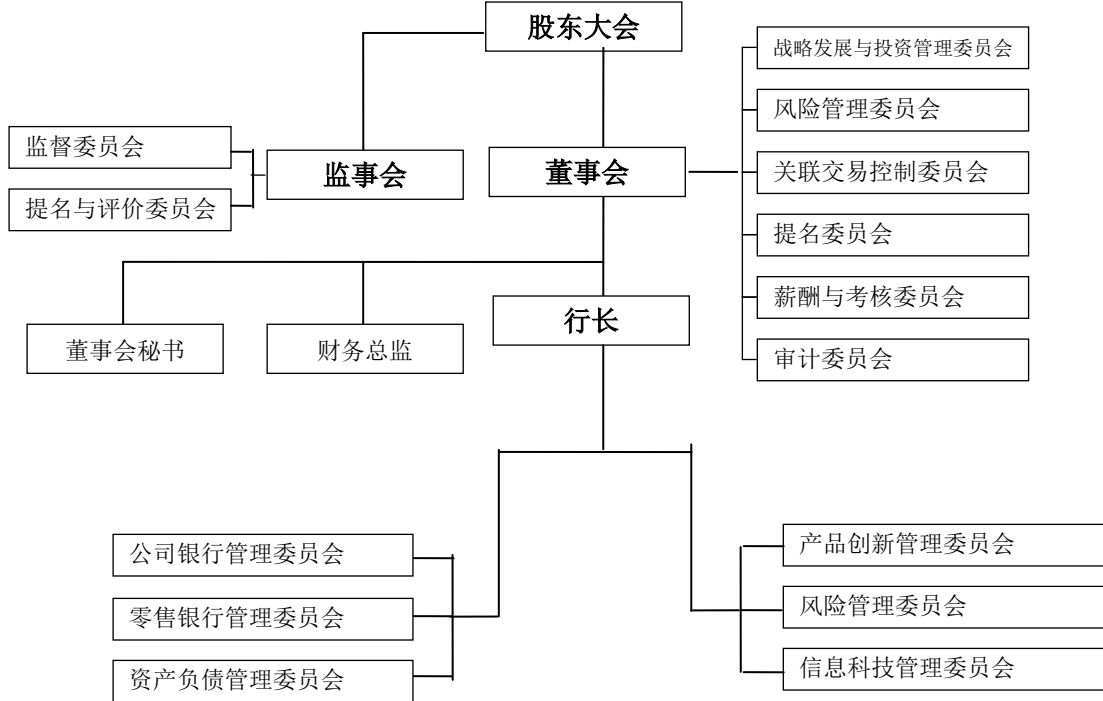 股东大会
战略发展与投资管理委员会
风险管理委员会
监督委员会
监事会
董事会
关联交易控制委员会
提名与评价委员会
提名委员会
行长
薪酬与考核委员会
董事会秘书
财务总监
审计委员会
公司银行管理委员会
产品创新管理委员会
零售银行管理委员会
风险管理委员会
资产负债管理委员会
信息科技管理委员会